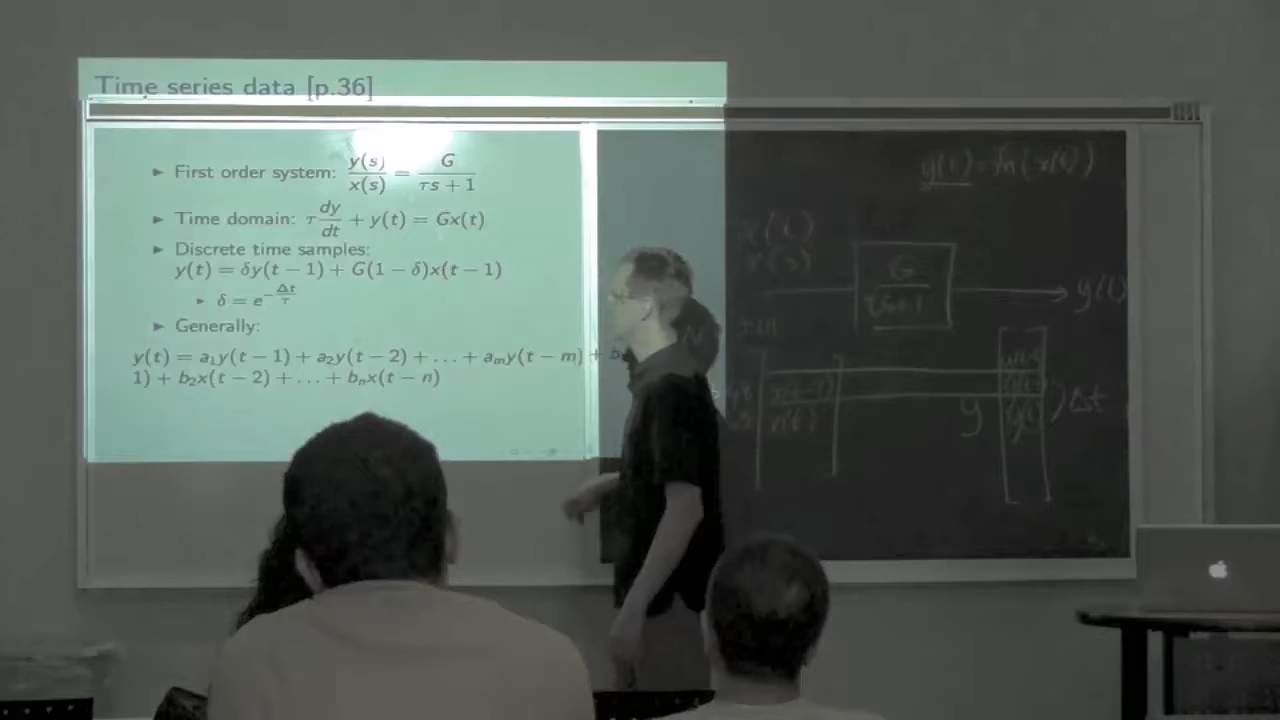 Time series data [p.36]
► First order system: y(s)/x(s) = G/(τs + 1)
► Time domain: τ dy/dt + y(t) = Gx(t)
► Discrete time samples:
y(t) = δy(t − 1) + G(1 − δ)x(t − 1)
► δ = e^(−Δt/τ)
► Generally:
y(t) = a₁y(t − 1) + a₂y(t − 2) + . . . + aₘy(t − m) + b
1) + b₂x(t − 2) + . . . + bₙx(t − n)
y(t) = fn(x(t))
x(t)
x(s)
G
τs+1
y(t)
x(t-1)
x(t)
y
y(t)
Δt